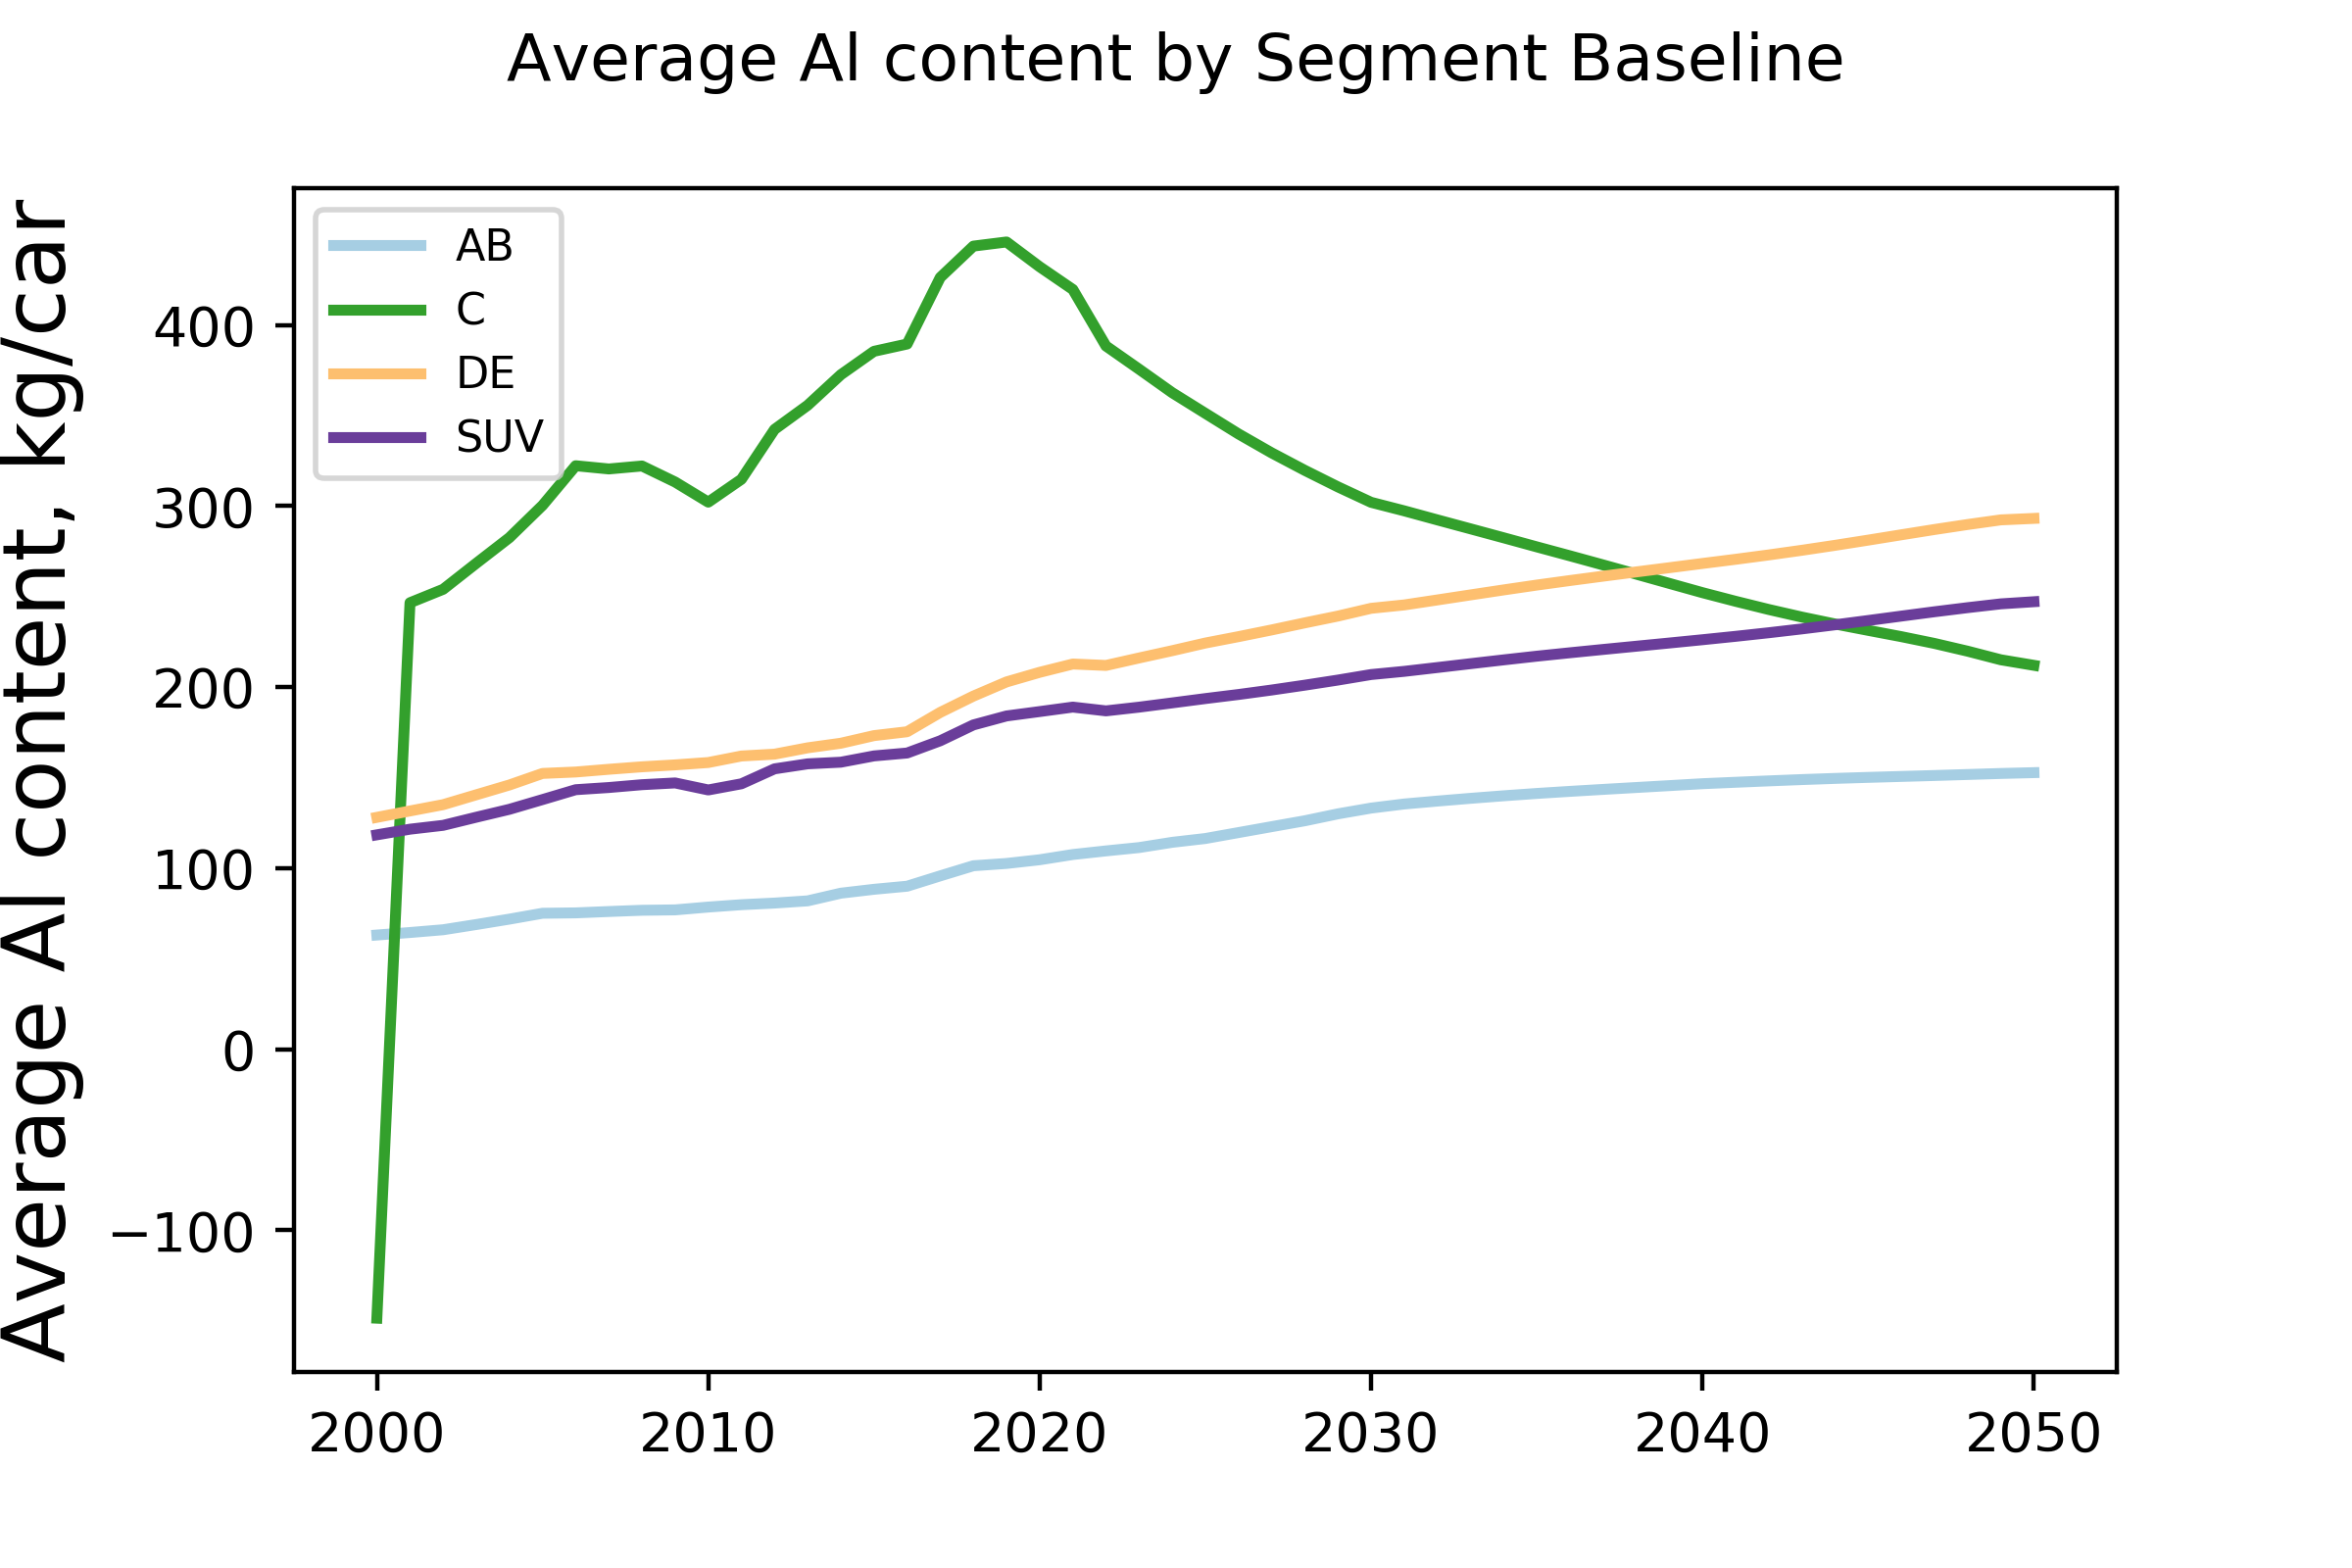 Average Al content by Segment Baseline
Average Al content, kg/car
AB
C
DE
SUV
400
300
200
100
0
−100
2000 2010 2020 2030 2040 2050